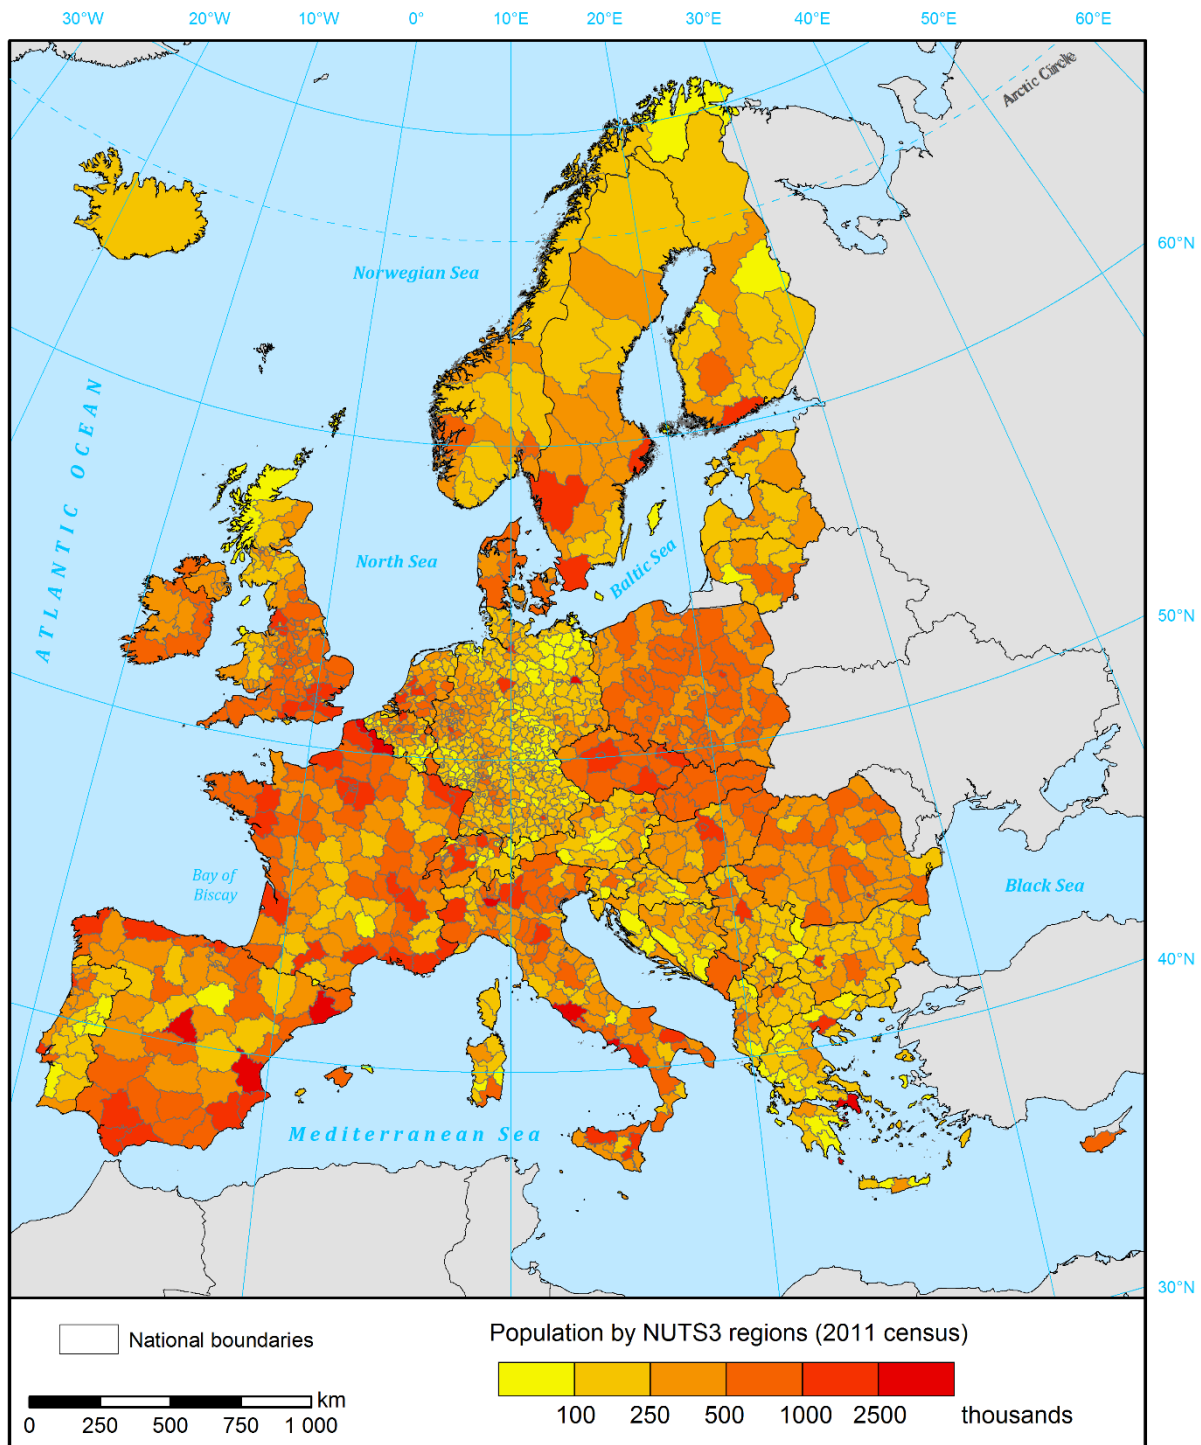 30°W 20°W 10°W 0° 10°E 20°E 30°E 40°E 50°E 60°E
Arctic Circle
60°N
Norwegian Sea
ATLANTIC OCEAN
North Sea
Baltic Sea
50°N
Bay of
Biscay
Black Sea
40°N
Mediterranean Sea
30°N
National boundaries
km
0 250 500 750 1 000
Population by NUTS3 regions (2011 census)
100 250 500 1000 2500 thousands